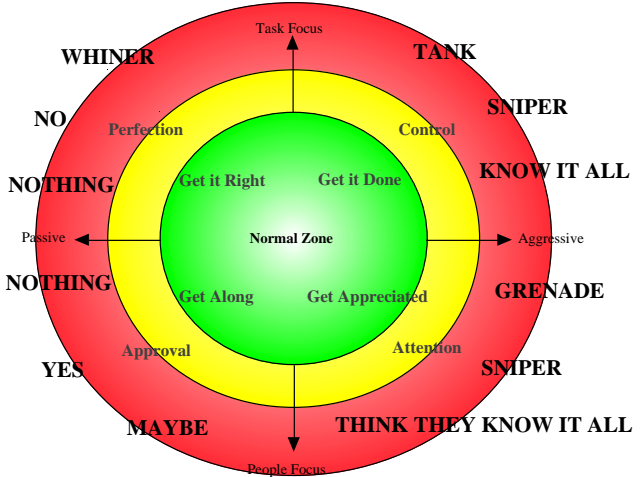 Task Focus
WHINER
TANK
SNIPER
NO
Perfection
Control
KNOW IT ALL
NOTHING
Get it Right
Get it Done
Passive
Normal Zone
Aggressive
NOTHING
GRENADE
Get Along
Get Appreciated
Approval
Attention
YES
SNIPER
MAYBE
THINK THEY KNOW IT ALL
People Focus